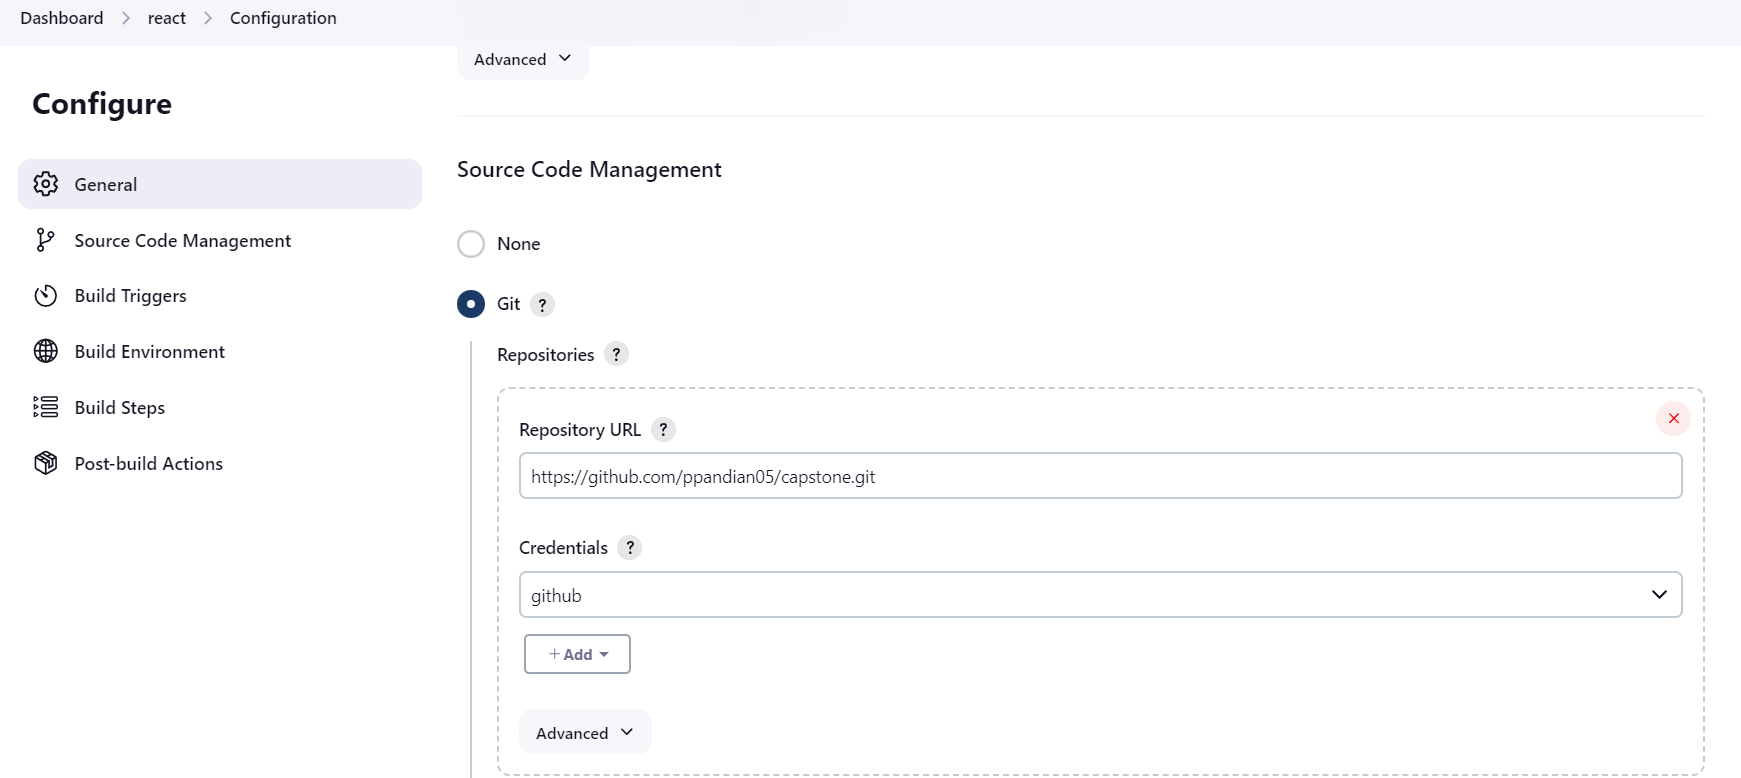 Dashboard > react > Configuration
Advanced
Configure
General
Source Code Management
Build Triggers
Build Environment
Build Steps
Post-build Actions
Source Code Management
None
Git ?
Repositories ?
Repository URL ?
https://github.com/ppandian05/capstone.git
Credentials ?
github
+ Add
Advanced